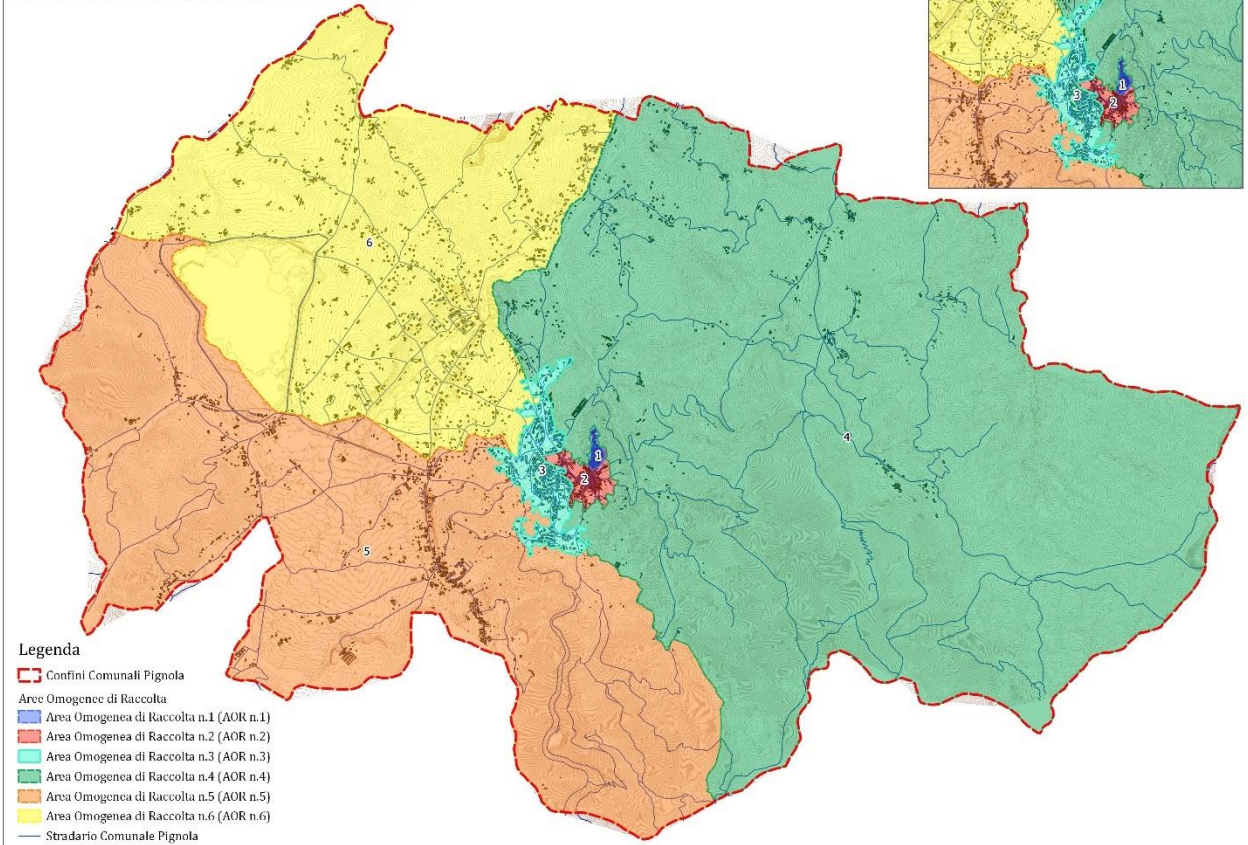 1
3
2
6
4
1
3
2
5
Legenda
Confini Comunali Pignola
Aree Omogenee di Raccolta
Area Omogenea di Raccolta n.1 (AOR n.1)
Area Omogenea di Raccolta n.2 (AOR n.2)
Area Omogenea di Raccolta n.3 (AOR n.3)
Area Omogenea di Raccolta n.4 (AOR n.4)
Area Omogenea di Raccolta n.5 (AOR n.5)
Area Omogenea di Raccolta n.6 (AOR n.6)
Stradario Comunale Pignola